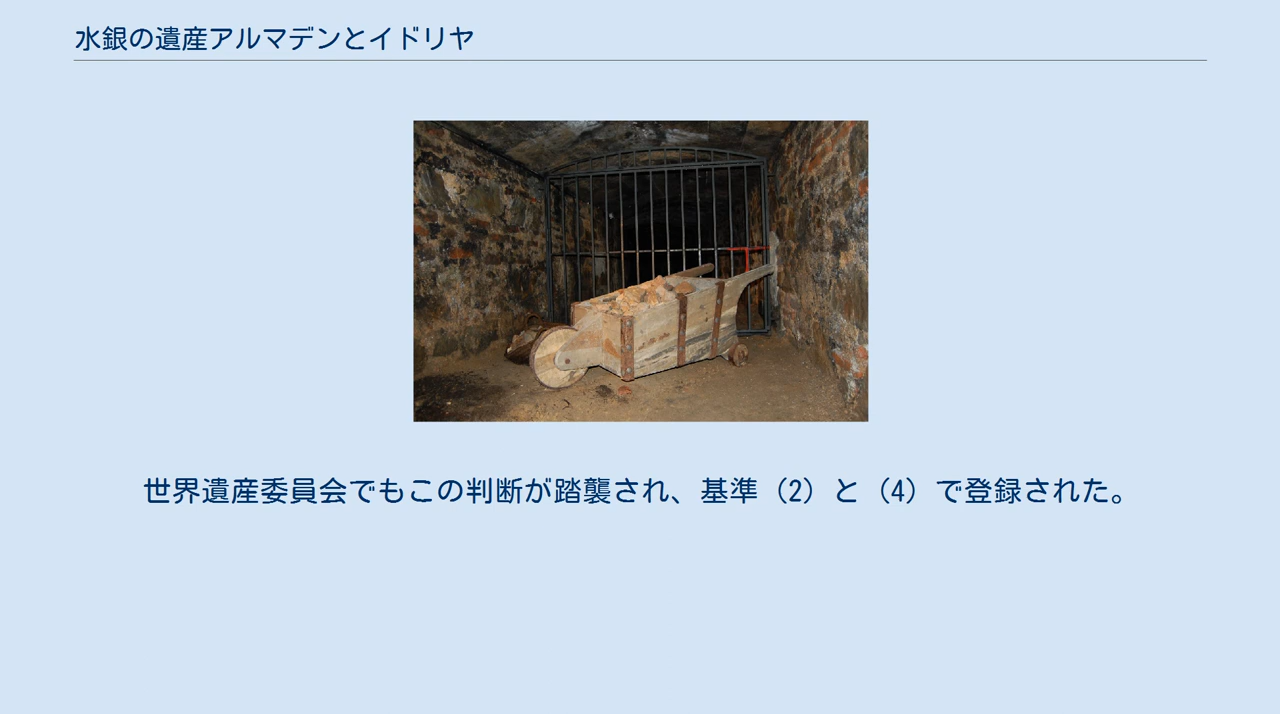 水銀の遺産アルマデンとイドリヤ
世界遺産委員会でもこの判断が踏襲され、基準（2）と（4）で登録された。